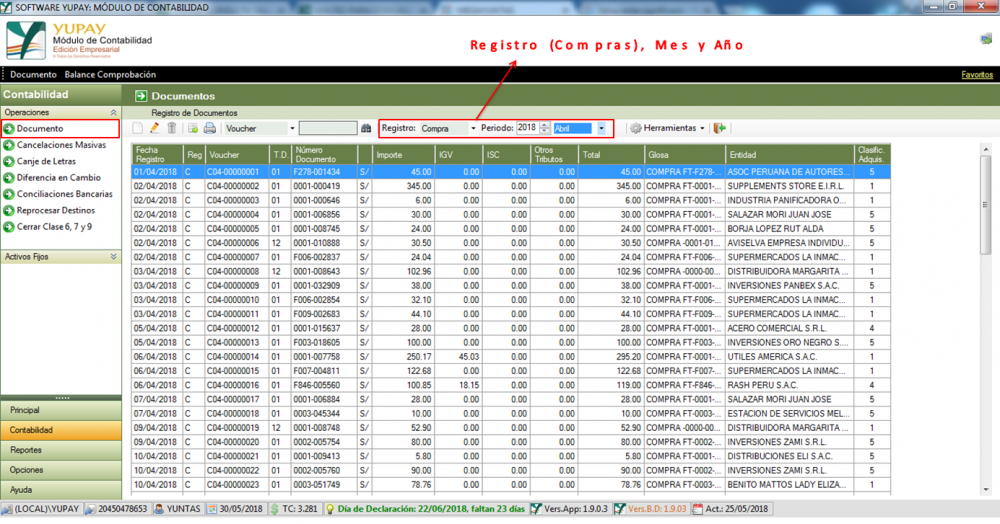 SOFTWARE YUPAY: MÓDULO DE CONTABILIDAD
YUPAY
Módulo de Contabilidad
Edición Empresarial
Registro (Compras), Mes y Año
Documento Balance Comprobación Favoritos
Contabilidad
Documentos
Operaciones
Registro de Documentos
Documento
Voucher Registro: Compra Periodo: 2018 Abril Herramientas
Cancelaciones Masivas
Canje de Letras
Diferencia en Cambio
Conciliaciones Bancarias
Reprocesar Destinos
Cerrar Clase 6, 7 y 9
Activos Fijos
Principal
Contabilidad
Reportes
Opciones
Ayuda
Fecha Registro Reg Voucher T.D. Número Documento Importe IGV ISC Otros Tributos Total Glosa Entidad Clasific. Adquis.
01/04/2018 C C04-00000001 01 F278-001434 S/ 45.00 0.00 0.00 0.00 45.00 COMPRA FT-F278-... ASOC PERUANA DE AUTORES... 5
02/04/2018 C C04-00000002 01 0001-000419 S/ 345.00 0.00 0.00 0.00 345.00 COMPRA FT-0001-... SUPPLEMENTS STORE E.I.R.L. 1
02/04/2018 C C04-00000003 01 0001-000646 S/ 6.00 0.00 0.00 0.00 6.00 COMPRA FT-0001-... INDUSTRIA PANIFICADORA O... 1
02/04/2018 C C04-00000004 01 0001-006856 S/ 30.00 0.00 0.00 0.00 30.00 COMPRA FT-0001-... SALAZAR MORI JUAN JOSE 5
02/04/2018 C C04-00000005 01 0001-008745 S/ 24.00 0.00 0.00 0.00 24.00 COMPRA FT-0001-... BORJA LOPEZ RUT ALDA 5
02/04/2018 C C04-00000006 12 0001-010888 S/ 30.50 0.00 0.00 0.00 30.50 COMPRA -0001-01... AVISELVA EMPRESA INDIVIDU... 5
02/04/2018 C C04-00000007 01 F006-002837 S/ 24.04 0.00 0.00 0.00 24.04 COMPRA FT-F006-... SUPERMERCADOS LA INMAC... 1
03/04/2018 C C04-00000008 12 0001-008643 S/ 102.96 0.00 0.00 0.00 102.96 COMPRA -0000-00... DISTRIBUIDORA MARGARITA ... 1
03/04/2018 C C04-00000009 01 0001-032909 S/ 38.00 0.00 0.00 0.00 38.00 COMPRA FT-0001-... INVERSIONES PANBEX S.A.C. 5
03/04/2018 C C04-00000010 01 F006-002854 S/ 32.10 0.00 0.00 0.00 32.10 COMPRA FT-F006-... SUPERMERCADOS LA INMAC... 1
03/04/2018 C C04-00000011 01 F009-002683 S/ 44.10 0.00 0.00 0.00 44.10 COMPRA FT-F009-... SUPERMERCADOS LA INMAC... 1
05/04/2018 C C04-00000012 01 0001-015637 S/ 28.00 0.00 0.00 0.00 28.00 COMPRA FT-0001-... ACERO COMERCIAL S.R.L. 4
05/04/2018 C C04-00000013 01 F003-018605 S/ 100.00 0.00 0.00 0.00 100.00 COMPRA FT-F003-... INVERSIONES ORO NEGRO S... 5
06/04/2018 C C04-00000014 01 0001-007758 S/ 250.17 45.03 0.00 0.00 295.20 COMPRA FT-0001-... UTILES AMERICA S.A.C. 1
06/04/2018 C C04-00000015 01 F007-004811 S/ 122.68 0.00 0.00 0.00 122.68 COMPRA FT-F007-... SUPERMERCADOS LA INMAC... 1
06/04/2018 C C04-00000016 01 F846-005560 S/ 100.85 18.15 0.00 0.00 119.00 COMPRA FT-F846-... RASH PERU S.A.C. 4
07/04/2018 C C04-00000017 01 0001-006884 S/ 28.00 0.00 0.00 0.00 28.00 COMPRA FT-0001-... SALAZAR MORI JUAN JOSE 5
07/04/2018 C C04-00000018 01 0003-045344 S/ 10.00 0.00 0.00 0.00 10.00 COMPRA FT-0003-... ESTACION DE SERVICIOS MEL... 5
09/04/2018 C C04-00000019 12 0001-008748 S/ 52.90 0.00 0.00 0.00 52.90 COMPRA -0000-00... DISTRIBUIDORA MARGARITA ... 1
09/04/2018 C C04-00000020 01 0002-005754 S/ 80.00 0.00 0.00 0.00 80.00 COMPRA FT-0002-... INVERSIONES ZAMI S.R.L. 5
10/04/2018 C C04-00000021 01 0001-009413 S/ 5.80 0.00 0.00 0.00 5.80 COMPRA FT-0001-... DISTRIBUCIONES ELI S.A.C. 5
10/04/2018 C C04-00000022 01 0002-005760 S/ 90.00 0.00 0.00 0.00 90.00 COMPRA FT-0002-... INVERSIONES ZAMI S.R.L. 5
10/04/2018 C C04-00000023 01 0003-051749 S/ 78.76 0.00 0.00 0.00 78.76 COMPRA FT-0003-... BENITO MATTOS LADY ELIZA... 1
(LOCAL)\YUPAY 20450478653 YUNTAS 30/05/2018 TC: 3.281 Día de Declaración: 22/06/2018, faltan 23 días Vers.App: 1.9.0.3 Vers.B.D: 1.9.03 Act.: 25/05/2018